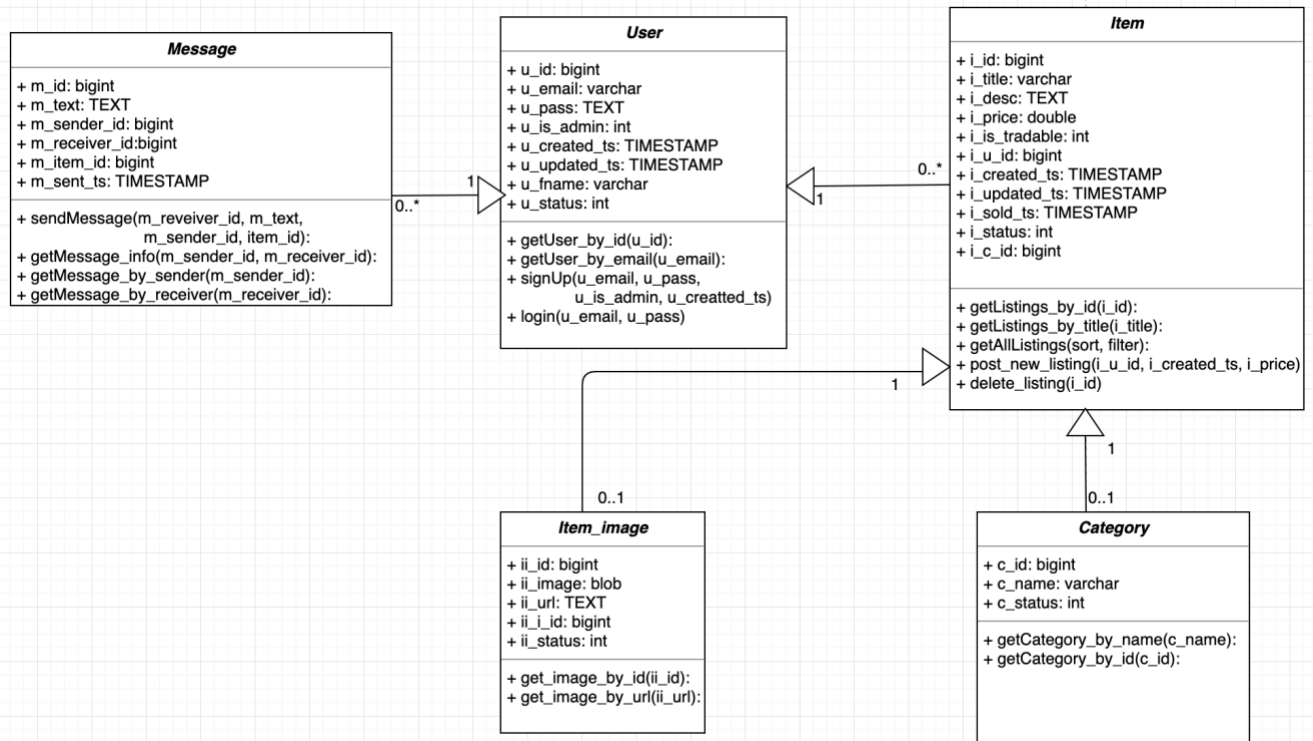 Message
+ m_id: bigint
+ m_text: TEXT
+ m_sender_id: bigint
+ m_receiver_id:bigint
+ m_item_id: bigint
+ m_sent_ts: TIMESTAMP
+ sendMessage(m_reveiver_id, m_text,
m_sender_id, item_id):
+ getMessage_info(m_sender_id, m_receiver_id):
+ getMessage_by_sender(m_sender_id):
+ getMessage_by_receiver(m_receiver_id):
0..*
1
User
+ u_id: bigint
+ u_email: varchar
+ u_pass: TEXT
+ u_is_admin: int
+ u_created_ts: TIMESTAMP
+ u_updated_ts: TIMESTAMP
+ u_fname: varchar
+ u_status: int
+ getUser_by_id(u_id):
+ getUser_by_email(u_email):
+ signUp(u_email, u_pass,
u_is_admin, u_creatted_ts)
+ login(u_email, u_pass)
1
0..*
Item
+ i_id: bigint
+ i_title: varchar
+ i_desc: TEXT
+ i_price: double
+ i_is_tradable: int
+ i_u_id: bigint
+ i_created_ts: TIMESTAMP
+ i_updated_ts: TIMESTAMP
+ i_sold_ts: TIMESTAMP
+ i_status: int
+ i_c_id: bigint
+ getListings_by_id(i_id):
+ getListings_by_title(i_title):
+ getAllListings(sort, filter):
+ post_new_listing(i_u_id, i_created_ts, i_price)
+ delete_listing(i_id)
1
0..1
Item_image
+ ii_id: bigint
+ ii_image: blob
+ ii_url: TEXT
+ ii_i_id: bigint
+ ii_status: int
+ get_image_by_id(ii_id):
+ get_image_by_url(ii_url):
1
0..1
Category
+ c_id: bigint
+ c_name: varchar
+ c_status: int
+ getCategory_by_name(c_name):
+ getCategory_by_id(c_id):